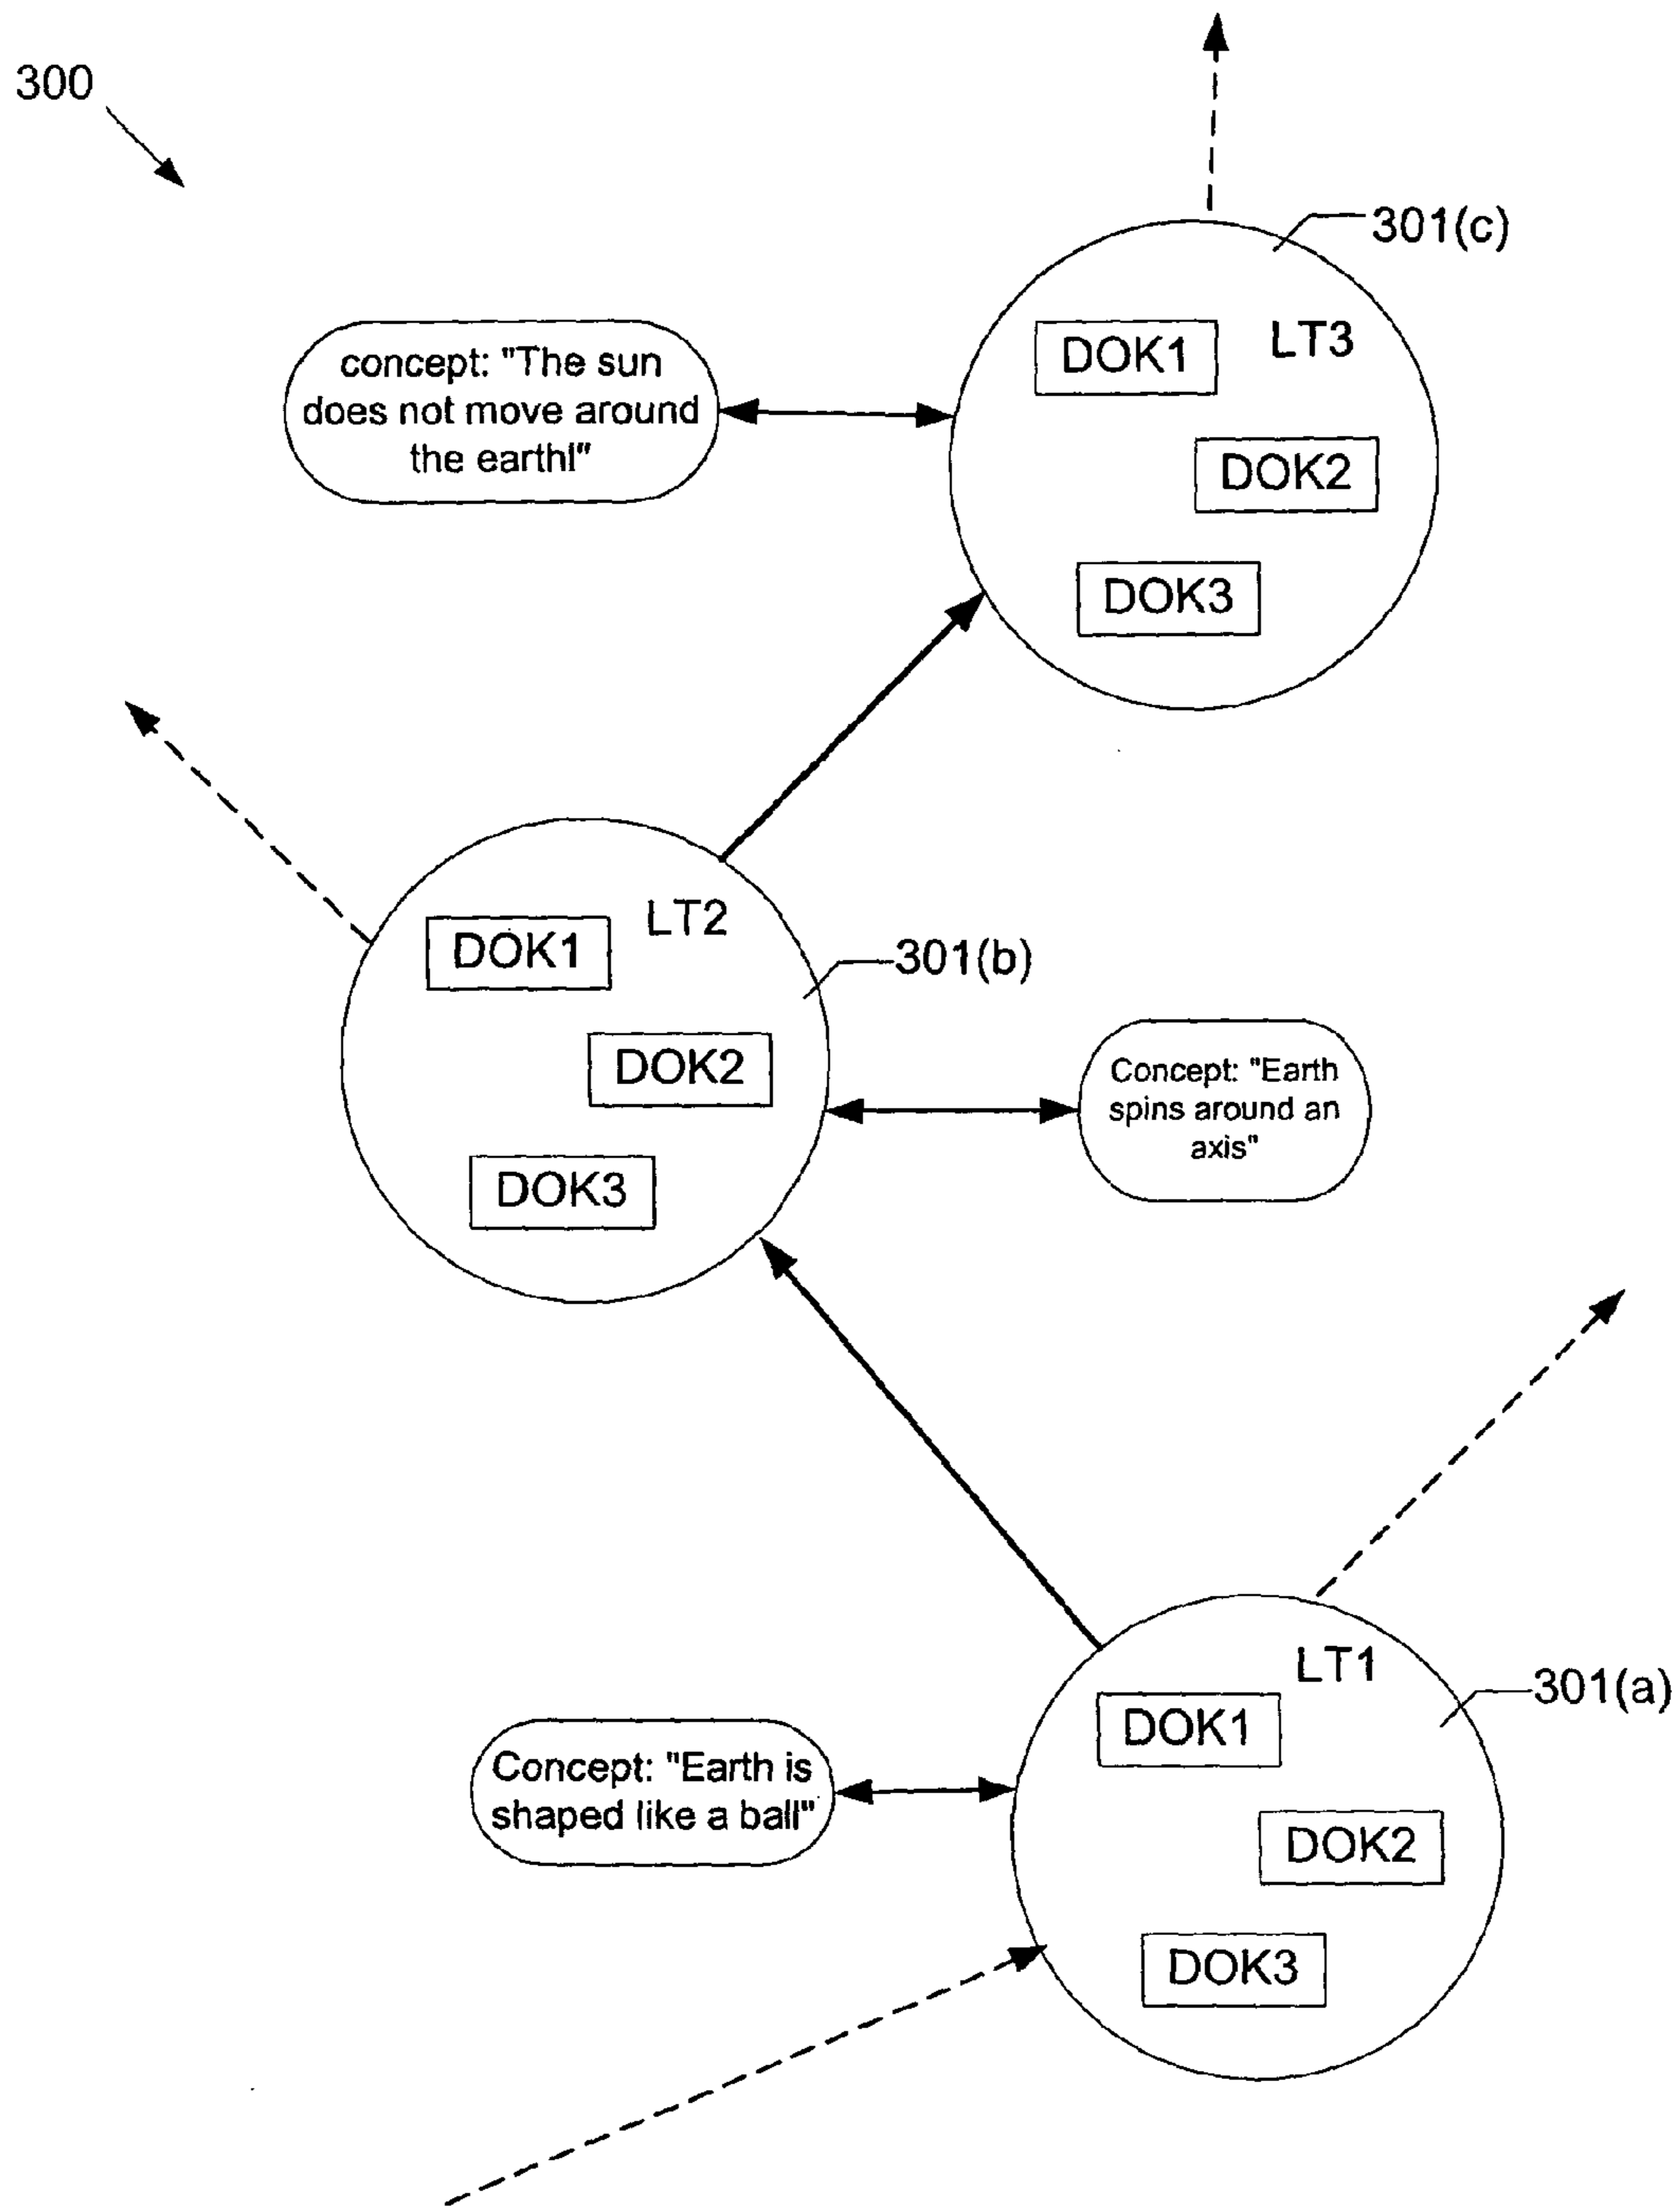 300
301(c)
LT3
DOK1
concept: "The sun
does not move around
the earth!"
DOK2
DOK3
LT2
DOK1
301(b)
DOK2
Concept: "Earth
spins around an
axis"
DOK3
LT1
301(a)
DOK1
Concept: "Earth is
shaped like a ball"
DOK2
DOK3